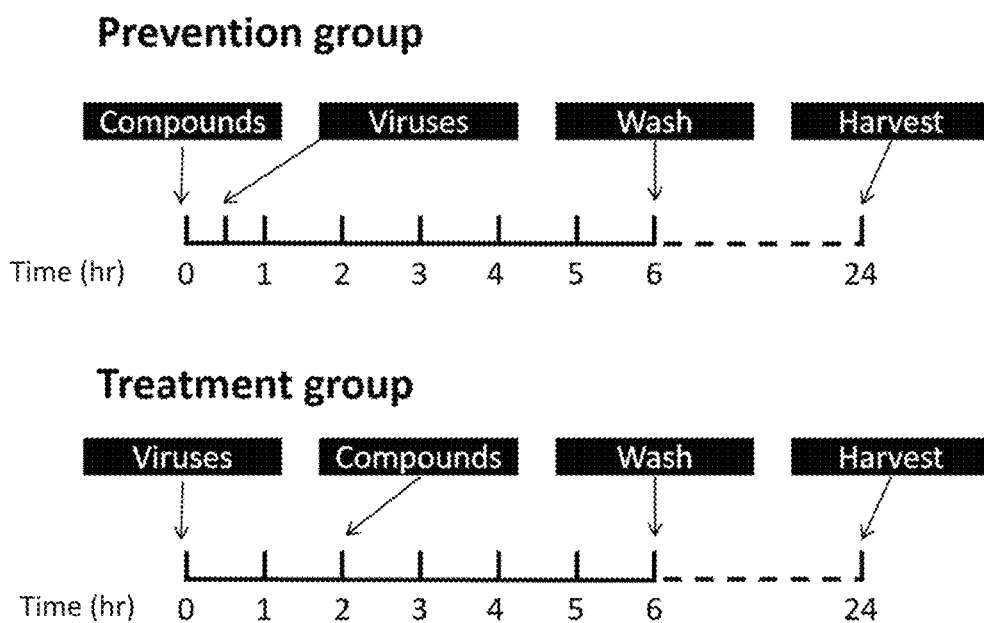 Prevention group
Compounds Viruses Wash Harvest
Time (hr) 0 1 2 3 4 5 6 24
Treatment group
Viruses Compounds Wash Harvest
Time (hr) 0 1 2 3 4 5 6 24